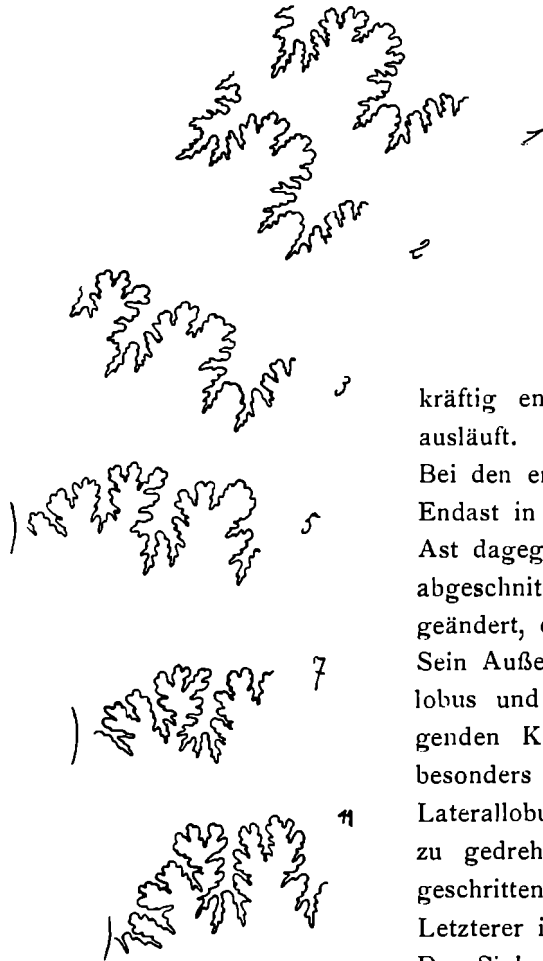 1
2
3
5
7
11
kräftig en
ausläuft.
Bei den er
Endast in
Ast dageg
abgeschnit
geändert, 
Sein Auße
lobus und
genden K
besonders
Laterallobu
zu gedreh
geschritten
Letzterer i